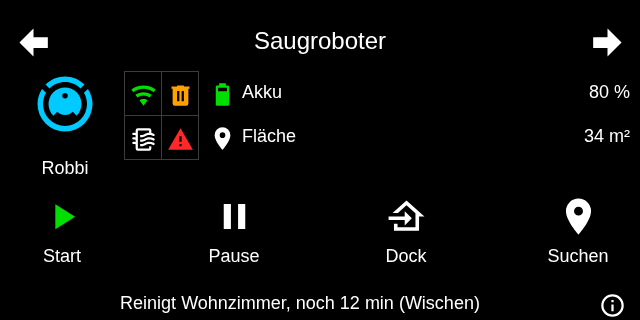 Saugroboter
Akku 80 %
Fläche 34 m²
Robbi
Start Pause Dock Suchen
Reinigt Wohnzimmer, noch 12 min (Wischen)